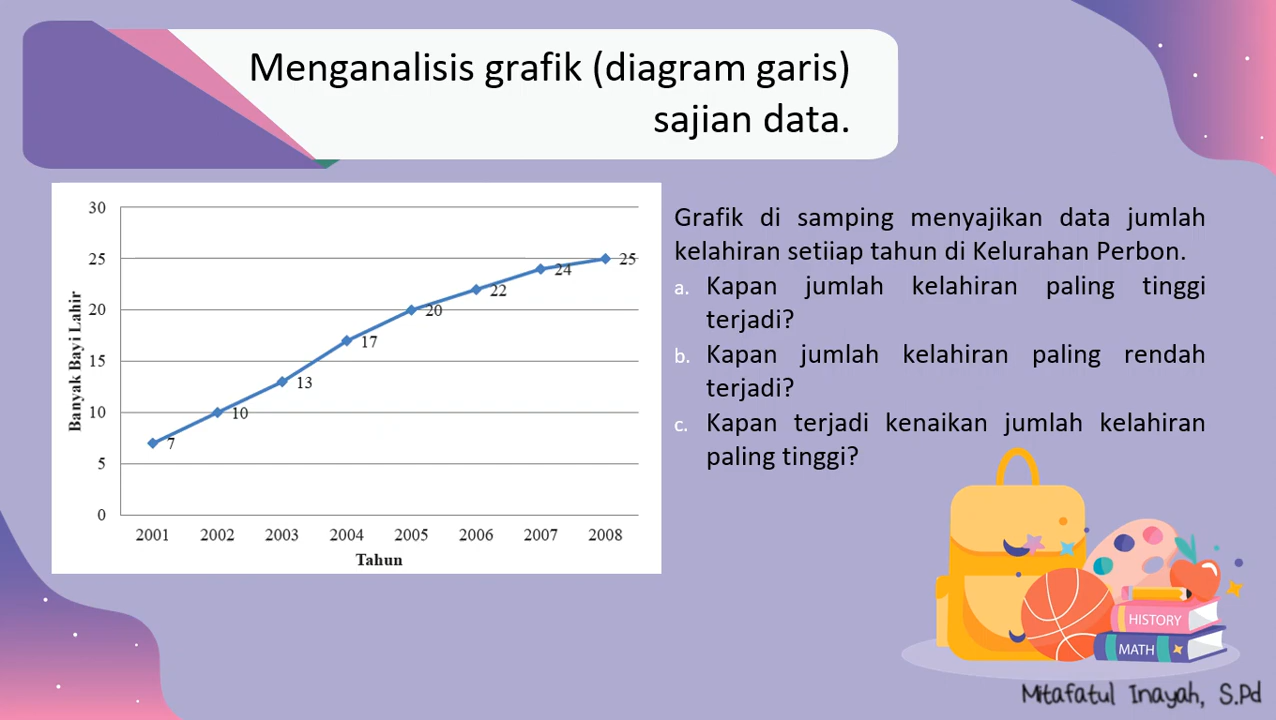 Menganalisis grafik (diagram garis)
sajian data.
30
25
20
15
10
5
0
Banyak Bayi Lahir
7
10
13
17
20
22
24
25
2001 2002 2003 2004 2005 2006 2007 2008
Tahun
Grafik di samping menyajikan data jumlah
kelahiran setiiap tahun di Kelurahan Perbon.
a. Kapan jumlah kelahiran paling tinggi
terjadi?
b. Kapan jumlah kelahiran paling rendah
terjadi?
c. Kapan terjadi kenaikan jumlah kelahiran
paling tinggi?
HISTORY
MATH
Mitafatul Inayah, S.Pd